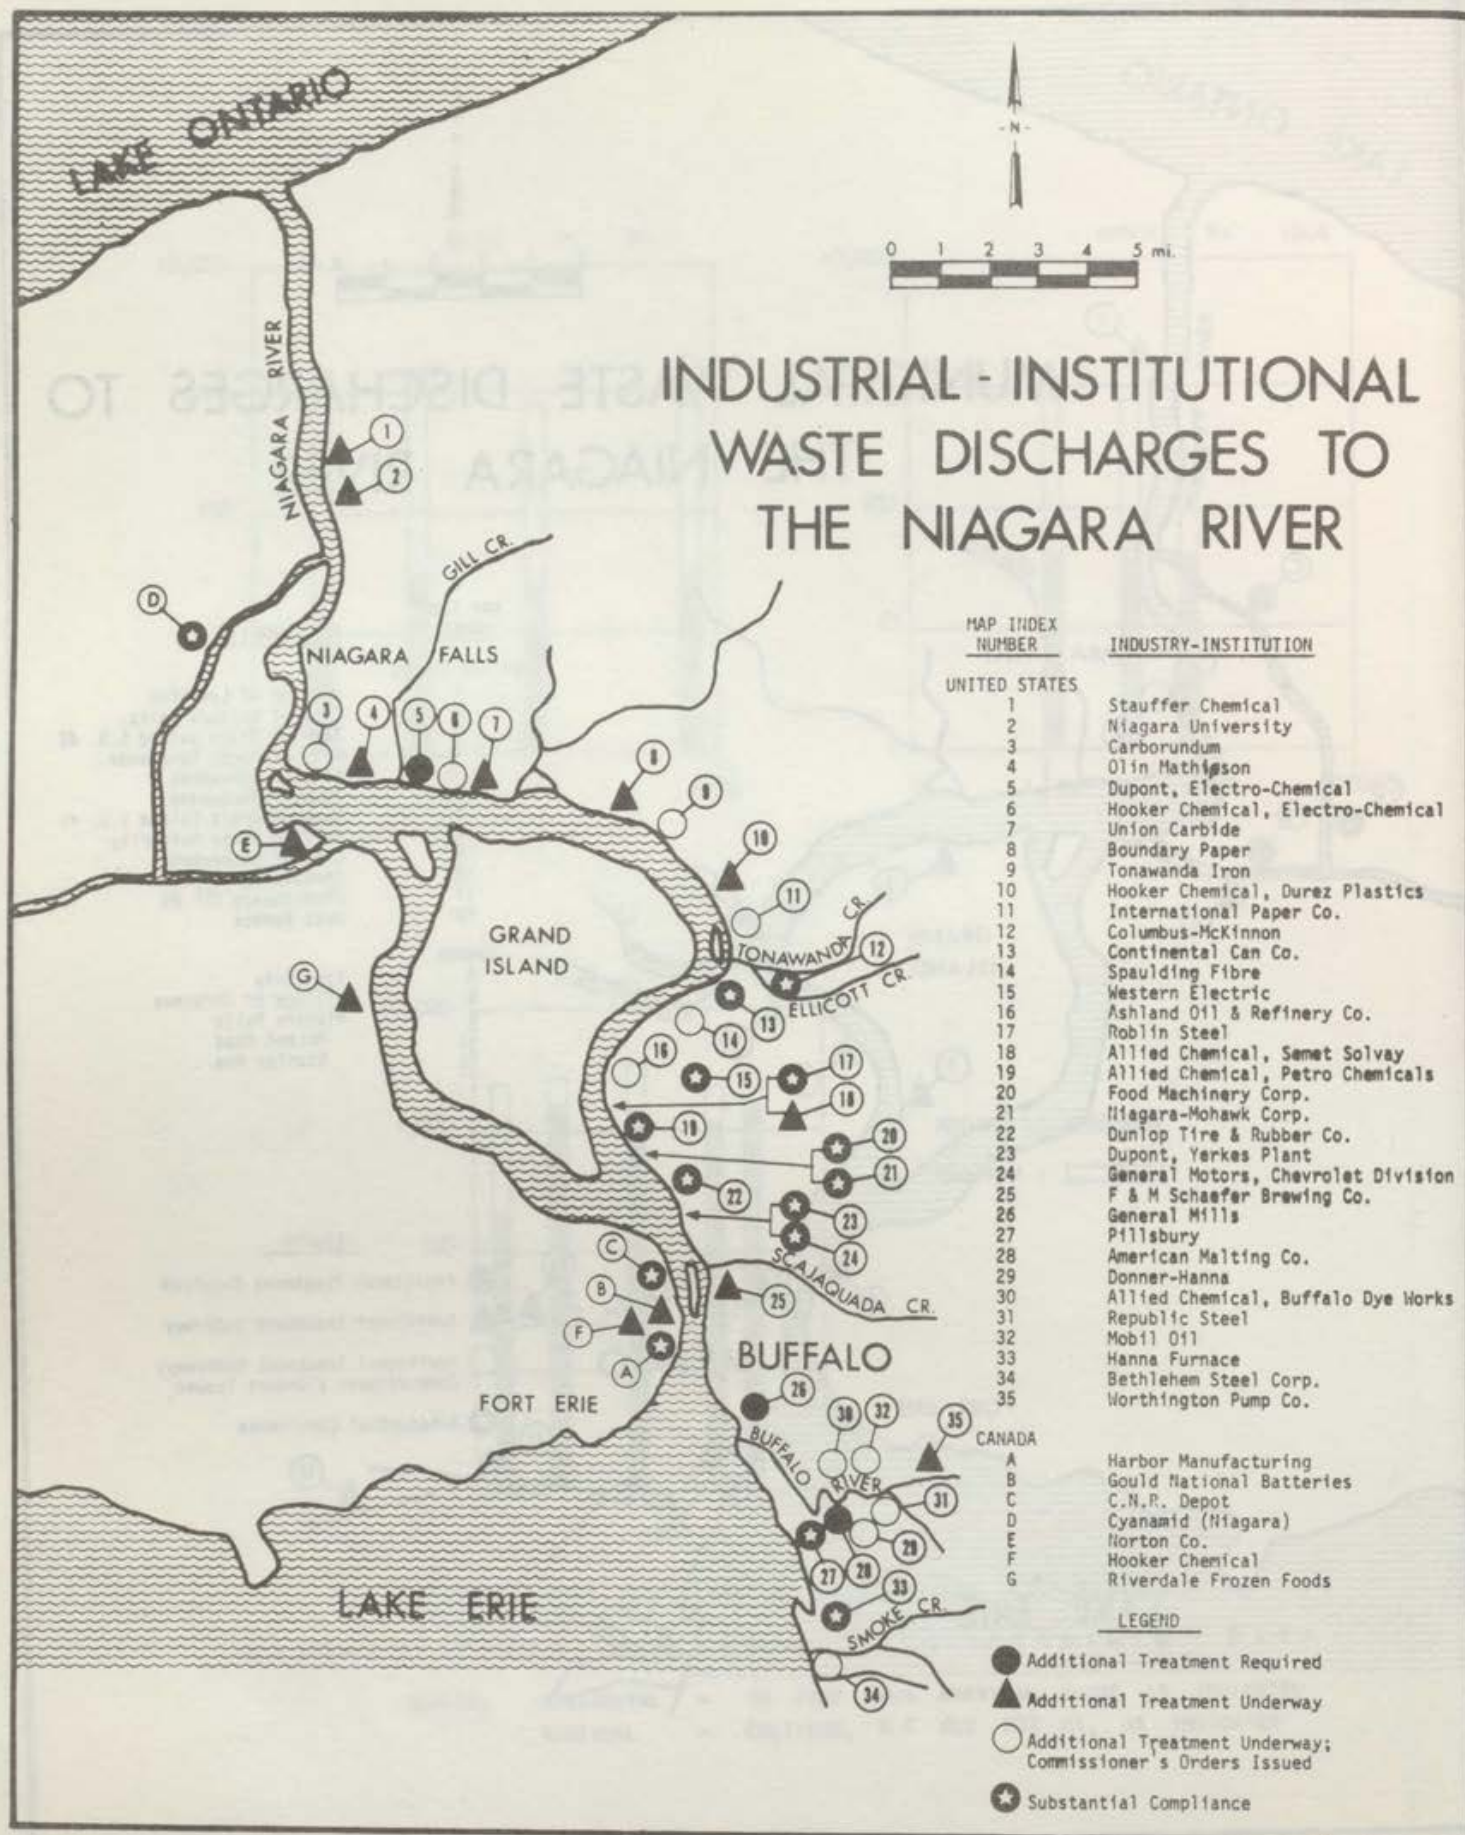 LAKE ONTARIO
- N -
0 1 2 3 4 5 mi.
INDUSTRIAL - INSTITUTIONAL
WASTE DISCHARGES TO
THE NIAGARA RIVER
NIAGARA RIVER
NIAGARA RIVER
1
2
GILL CR.
D
NIAGARA FALLS
3
4
5
6
7
8
9
10
E
11
GRAND
ISLAND
TONAWANDA CR.
12
ELLICOTT CR.
G
13
14
16
15
17
18
19
20
21
22
23
24
C
SCAJAQUADA CR.
B
25
F
A
BUFFALO
FORT ERIE
26
30
32
35
BUFFALO RIVER
31
29
27
28
33
SMOKE CR.
34
LAKE ERIE
MAP INDEX
NUMBER INDUSTRY-INSTITUTION
UNITED STATES
1 Stauffer Chemical
2 Niagara University
3 Carborundum
4 Olin Mathieson
5 Dupont, Electro-Chemical
6 Hooker Chemical, Electro-Chemical
7 Union Carbide
8 Boundary Paper
9 Tonawanda Iron
10 Hooker Chemical, Durez Plastics
11 International Paper Co.
12 Columbus-McKinnon
13 Continental Can Co.
14 Spaulding Fibre
15 Western Electric
16 Ashland Oil & Refinery Co.
17 Roblin Steel
18 Allied Chemical, Semet Solvay
19 Allied Chemical, Petro Chemicals
20 Food Machinery Corp.
21 Niagara-Mohawk Corp.
22 Dunlop Tire & Rubber Co.
23 Dupont, Yerkes Plant
24 General Motors, Chevrolet Division
25 F & M Schaefer Brewing Co.
26 General Mills
27 Pillsbury
28 American Malting Co.
29 Donner-Hanna
30 Allied Chemical, Buffalo Dye Works
31 Republic Steel
32 Mobil Oil
33 Hanna Furnace
34 Bethlehem Steel Corp.
35 Worthington Pump Co.
CANADA
A Harbor Manufacturing
B Gould National Batteries
C C.N.R. Depot
D Cyanamid (Niagara)
E Norton Co.
F Hooker Chemical
G Riverdale Frozen Foods
LEGEND
Additional Treatment Required
Additional Treatment Underway
Additional Treatment Underway;
Commissioner's Orders Issued
Substantial Compliance